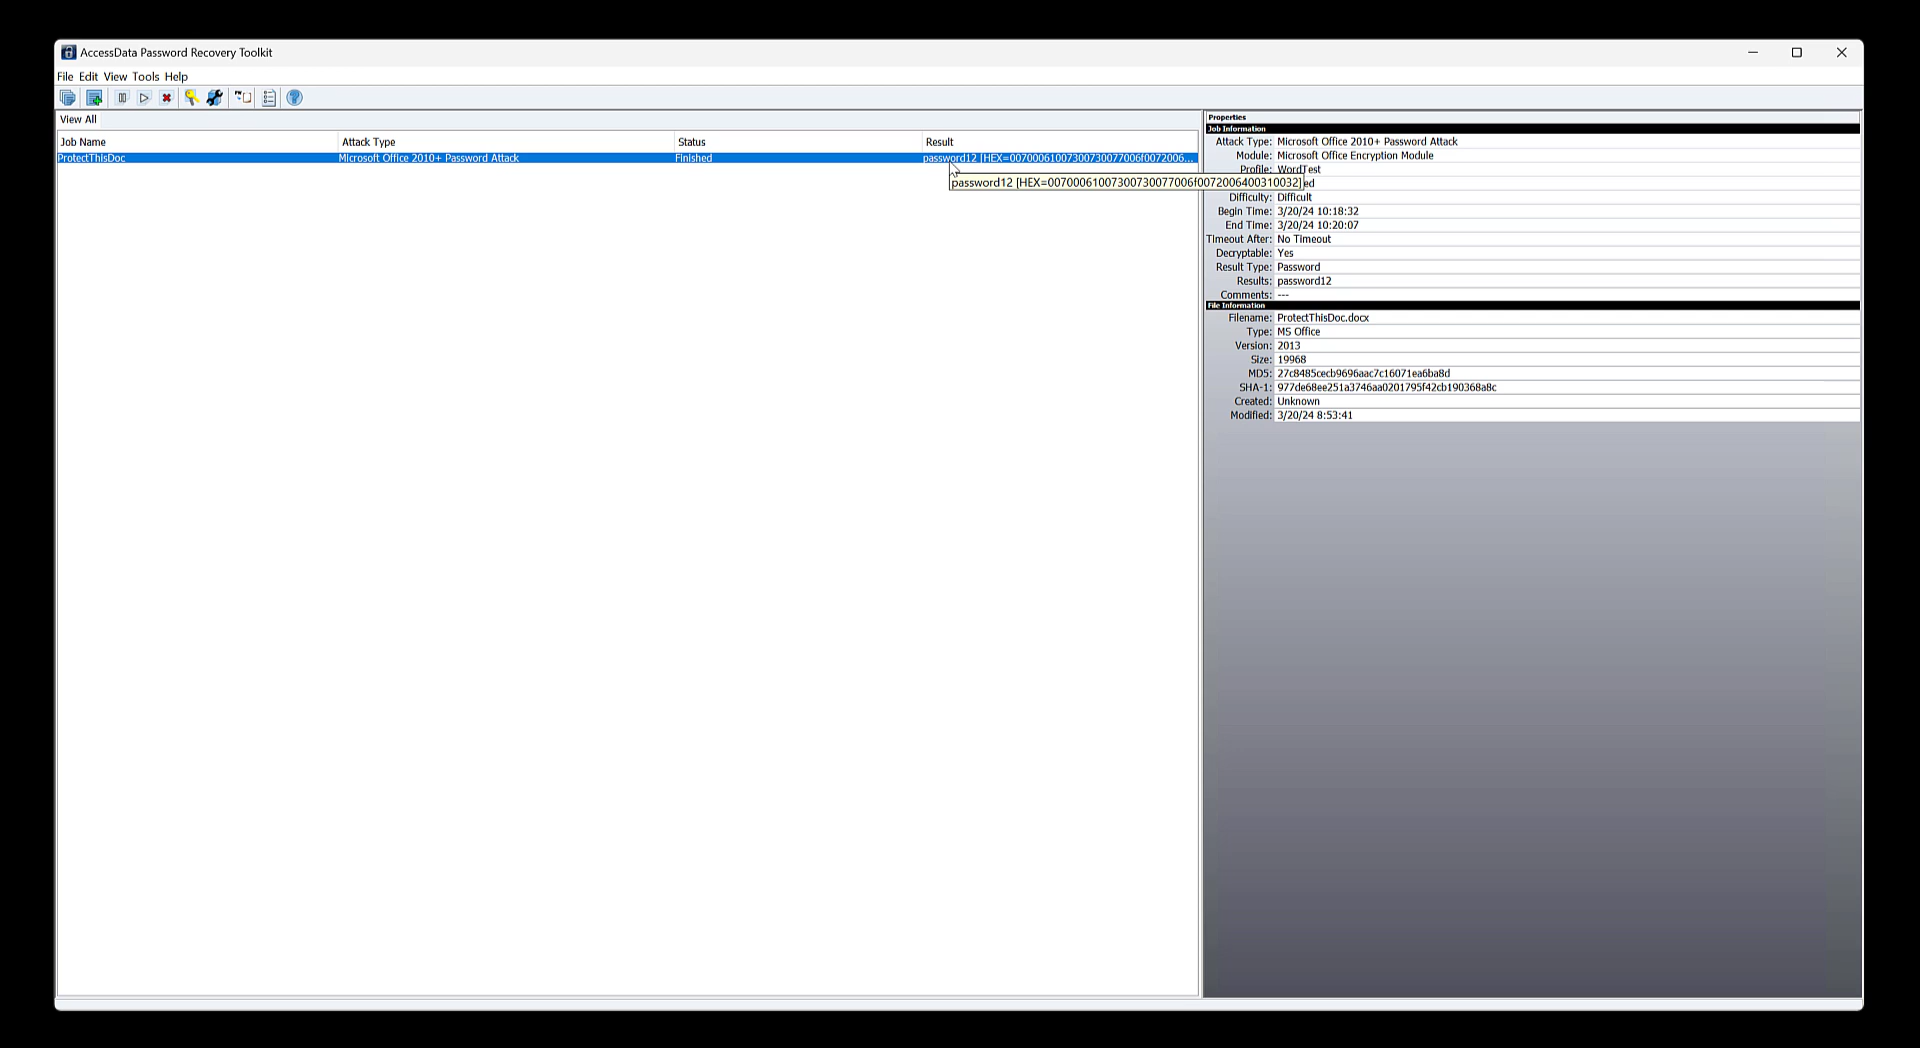 AccessData Password Recovery Toolkit
File Edit View Tools Help
View All
Job Name Attack Type Status Result
ProtectThisDoc Microsoft Office 2010+ Password Attack Finished password12 [HEX=00700061007300730077006f0072006...
password12 [HEX=00700061007300730077006f0072006400310032]
Properties
Job Information
Attack Type: Microsoft Office 2010+ Password Attack
Module: Microsoft Office Encryption Module
Profile: WordTest
ed
Difficulty: Difficult
Begin Time: 3/20/24 10:18:32
End Time: 3/20/24 10:20:07
Timeout After: No Timeout
Decryptable: Yes
Result Type: Password
Results: password12
Comments: ---
File Information
Filename: ProtectThisDoc.docx
Type: MS Office
Version: 2013
Size: 19968
MD5: 27c8485cecb9696aac7c16071ea6ba8d
SHA-1: 977de68ee251a3746aa0201795f42cb190368a8c
Created: Unknown
Modified: 3/20/24 8:53:41